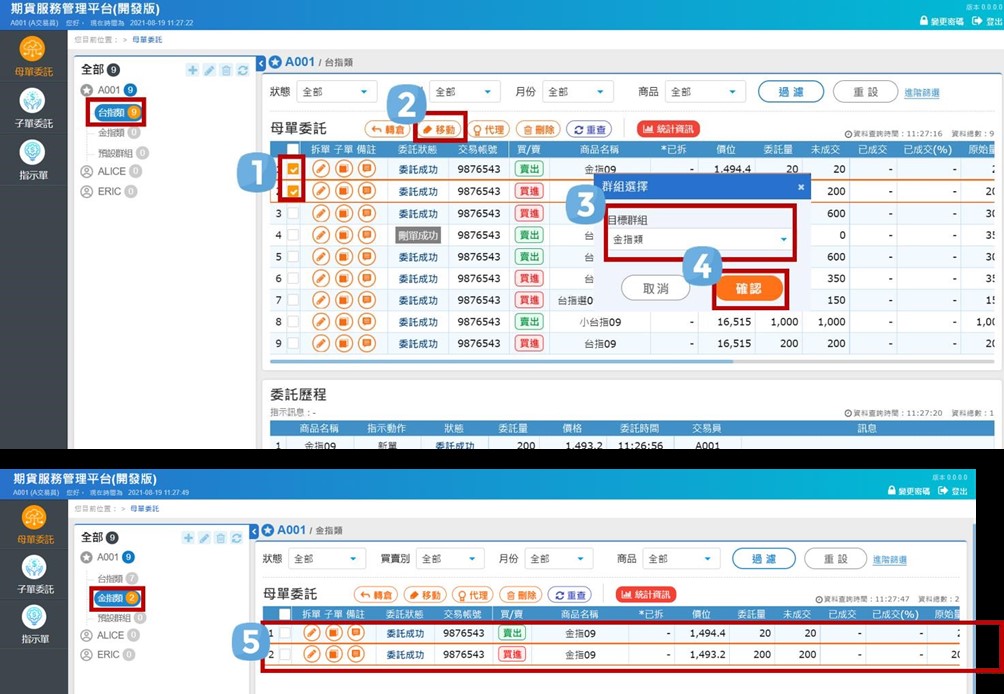 期貨服務管理平台(開發版)
版本 0.0.0.0
A001 (A交易員) 您好， 現在時間為 2021-08-19 11:27:22
變更密碼 登出
您目前位置： > 母單委託
母單委託
子單委託
指示單
全部 9
A001 9
台指類 9
金指類 0
預設群組 0
ALICE 0
ERIC 0
A001 / 台指類
狀態 全部 全部 月份 全部 商品 全部 過濾 重設 進階篩選
2
母單委託 轉倉 移動 代理 刪除 重查 統計資訊
資料查詢時間：11:27:16 資料總數：9
拆單 子單 備註 委託狀態 交易帳號 買/賣 商品名稱 *已拆 價位 委託量 未成交 已成交 已成交(%) 原始量
1 委託成功 9876543 賣出 金指09 - 1,494.4 20 20 - - 2
委託成功 9876543 買進 200 - - 20
3 委託成功 9876543 買進 600 - - 30
4 刪單成功 9876543 賣出 台 0 - - 35
5 委託成功 9876543 賣出 台 600 - - 30
6 委託成功 9876543 買進 台 350 - - 35
7 委託成功 9876543 買進 台指選0 150 - - 15
8 委託成功 9876543 賣出 小台指09 - 16,515 1,000 1,000 - - 1,00
9 委託成功 9876543 買進 台指09 - 16,515 200 200 - - 20
群組選擇 ×
3
目標群組
金指類
4
取消 確認
委託歷程
指示訊息：-
資料查詢時間：11:27:20 資料總數：1
商品名稱 指示動作 狀態 委託量 價格 委託時間 交易員 訊息
1 金指09 新單 委託成功 200 1,493.2 11:26:56 A001
期貨服務管理平台(開發版)
版本 0.0.0.0
A001 (A交易員) 您好， 現在時間為 2021-08-19 11:27:49
變更密碼 登出
您目前位置： > 母單委託
母單委託
子單委託
指示單
全部 9
A001 9
台指類 7
金指類 2
預設群組 0
ALICE 0
ERIC 0
A001 / 金指類
狀態 全部 買賣別 全部 月份 全部 商品 全部 過濾 重設 進階篩選
母單委託 轉倉 移動 代理 刪除 重查 統計資訊
資料查詢時間：11:27:47 資料總數：2
拆單 子單 備註 委託狀態 交易帳號 買/賣 商品名稱 *已拆 價位 委託量 未成交 已成交 已成交(%) 原始量
5
1 委託成功 9876543 賣出 金指09 - 1,494.4 20 20 - - 2
2 委託成功 9876543 買進 金指09 - 1,493.2 200 200 - - 20